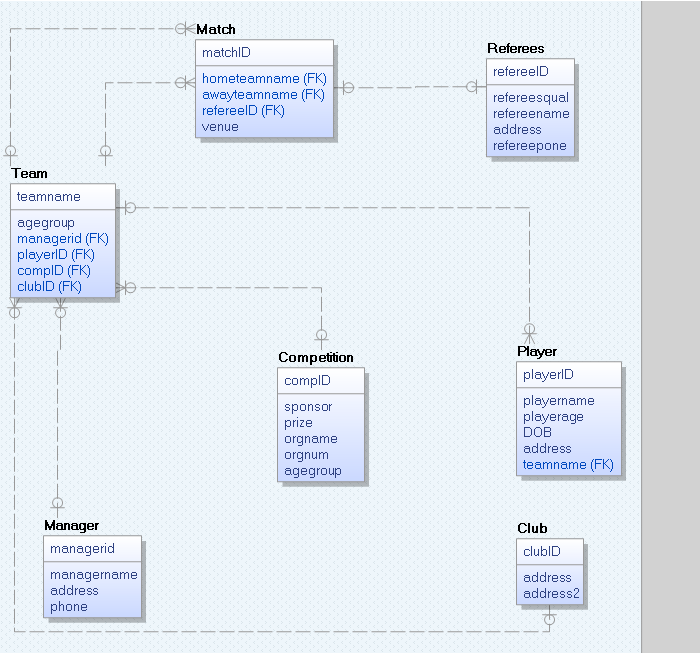 Match
matchID
hometeamname (FK)
awayteamname (FK)
refereeID (FK)
venue
Referees
refereeID
refereesqual
refereename
address
refereepone
Team
teamname
agegroup
managerid (FK)
playerID (FK)
compID (FK)
clubID (FK)
Competition
compID
sponsor
prize
orgname
orgnum
agegroup
Player
playerID
playername
playerage
DOB
address
teamname (FK)
Manager
managerid
managername
address
phone
Club
clubID
address
address2